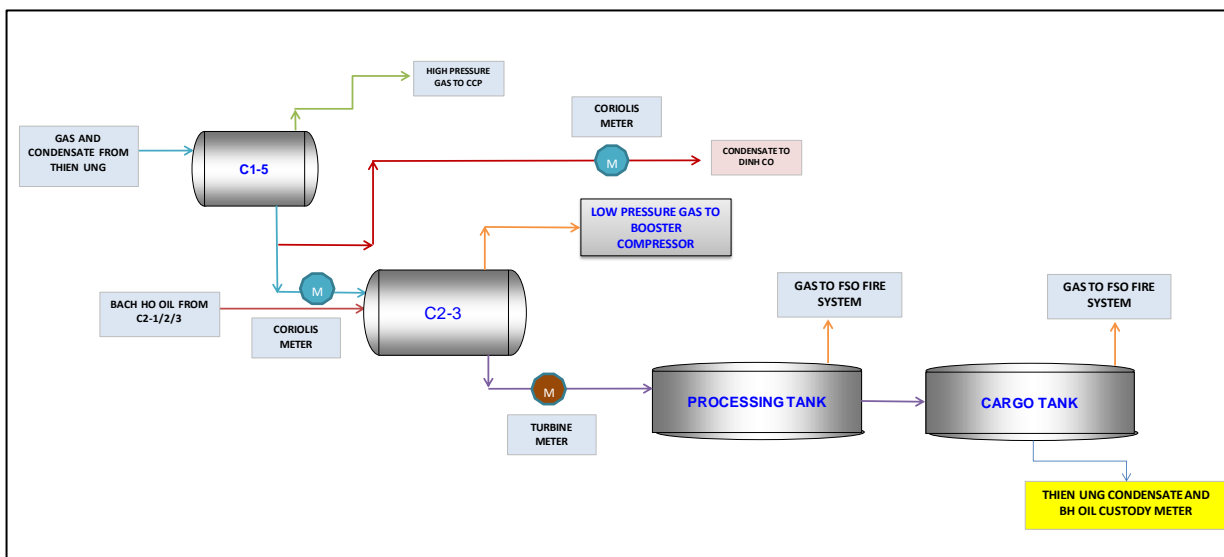 HIGH PRESSURE
GAS TO CCP
GAS AND
CONDENSATE FROM
THIEN UNG
C1-5
CORIOLIS
METER
M
CONDENSATE TO
DINH CO
LOW PRESSURE GAS TO
BOOSTER
COMPRESSOR
BACH HO OIL FROM
C2-1/2/3
M
CORIOLIS
METER
C2-3
GAS TO FSO FIRE
SYSTEM
GAS TO FSO FIRE
SYSTEM
M
TURBINE
METER
PROCESSING TANK
CARGO TANK
THIEN UNG CONDENSATE AND
BH OIL CUSTODY METER